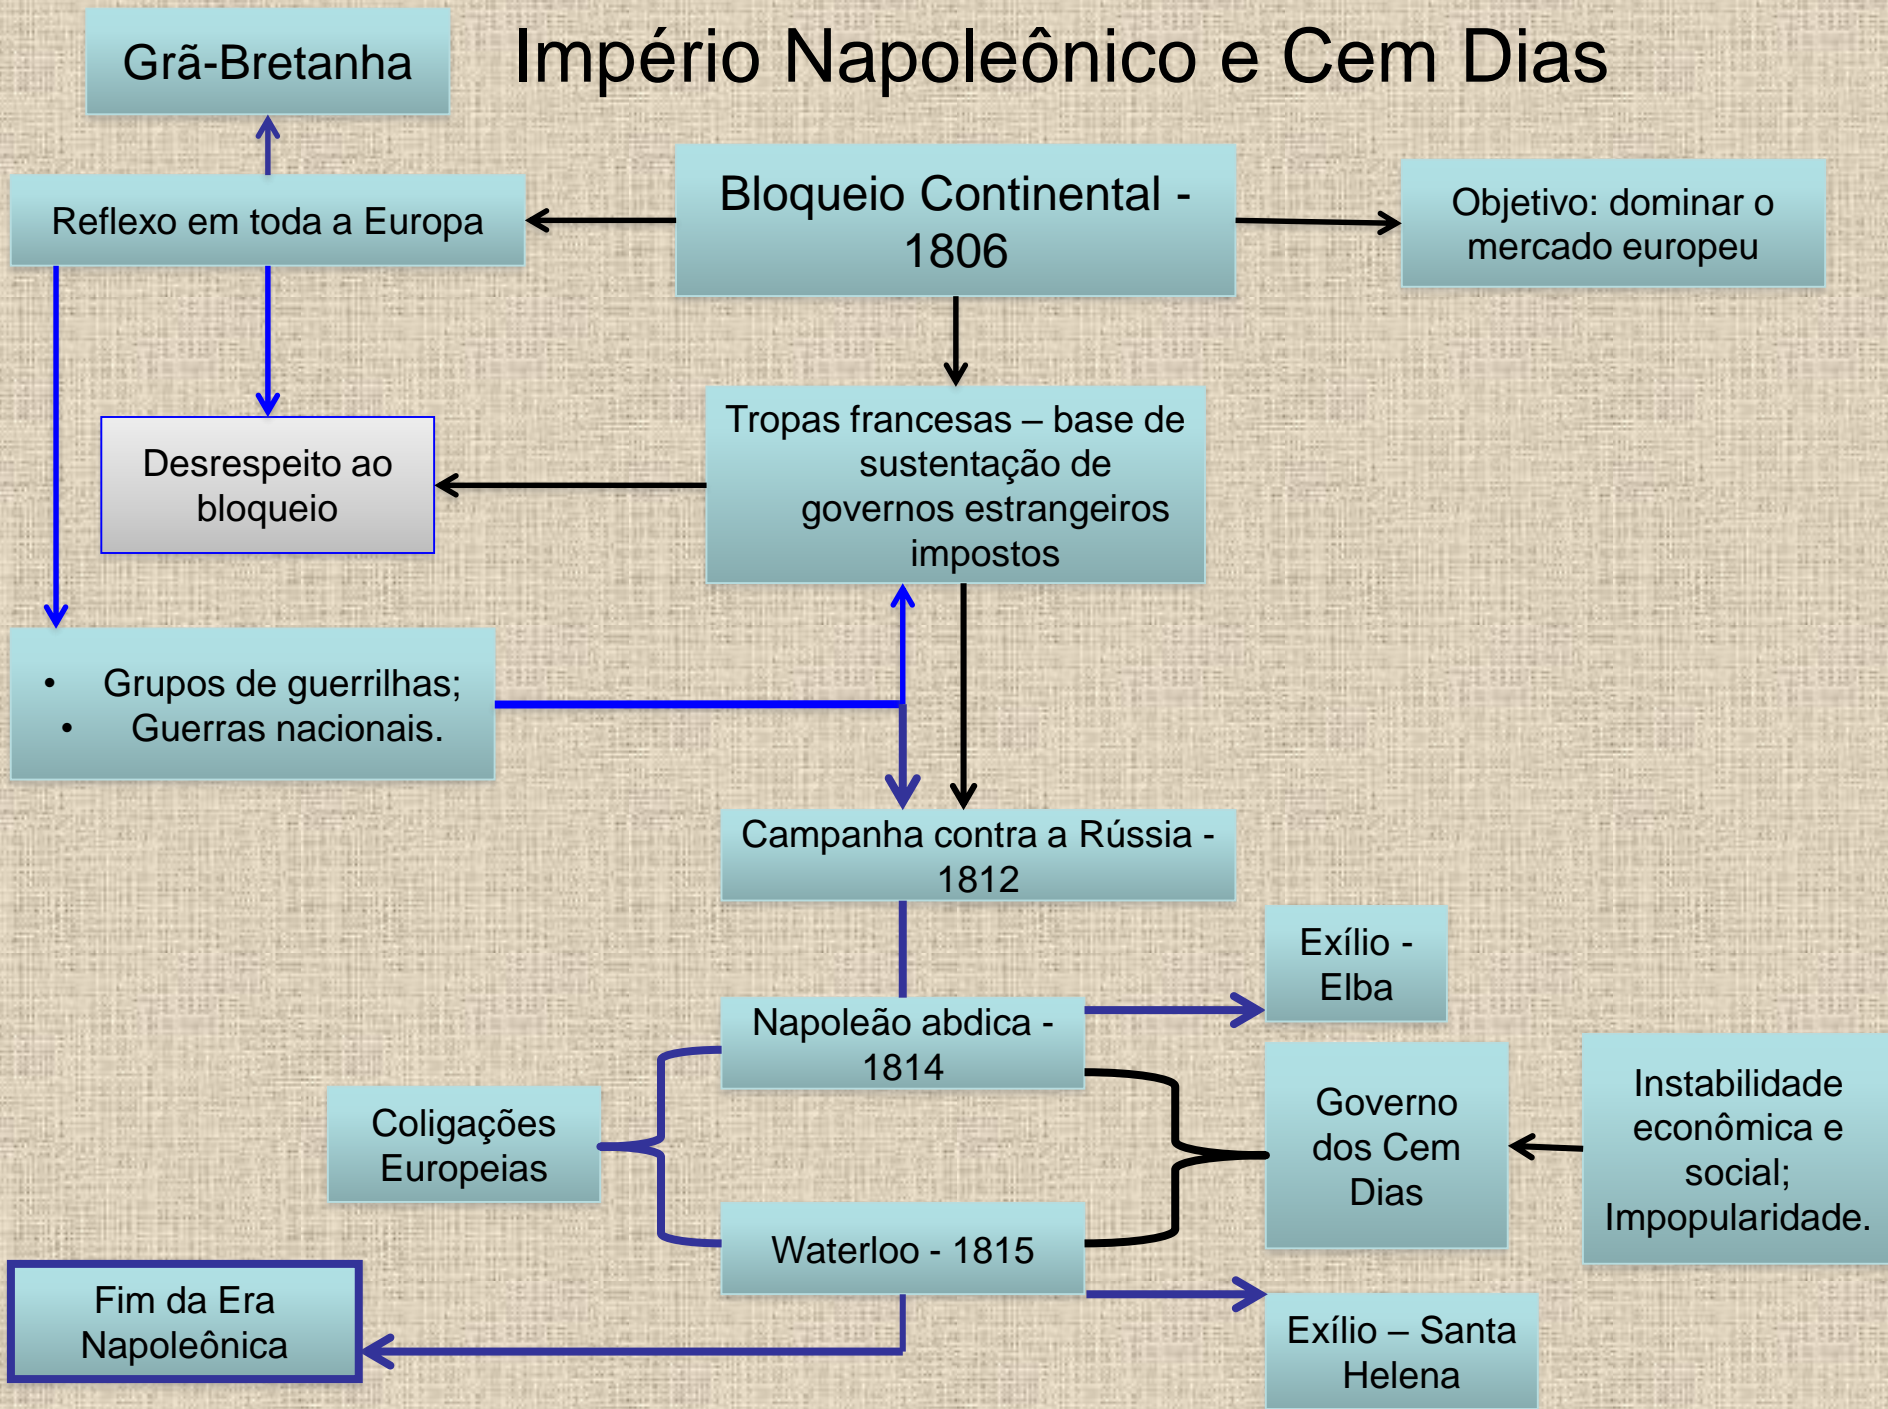 Grã-Bretanha
Império Napoleônico e Cem Dias
Reflexo em toda a Europa
Bloqueio Continental -
1806
Objetivo: dominar o
mercado europeu
Desrespeito ao
bloqueio
Tropas francesas – base de
sustentação de
governos estrangeiros
impostos
• Grupos de guerrilhas;
• Guerras nacionais.
Campanha contra a Rússia -
1812
Exílio -
Elba
Napoleão abdica -
1814
Coligações
Europeias
Governo
dos Cem
Dias
Instabilidade
econômica e
social;
Impopularidade.
Waterloo - 1815
Fim da Era
Napoleônica
Exílio – Santa
Helena